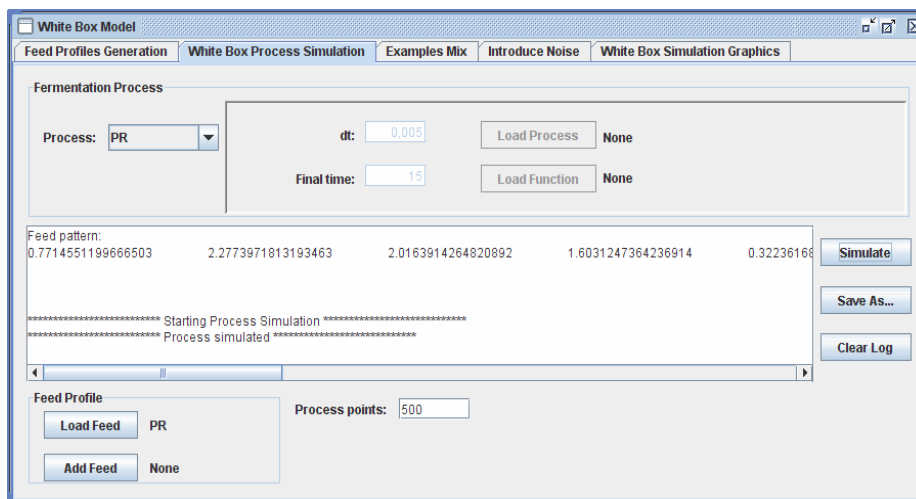 White Box Model
Feed Profiles Generation White Box Process Simulation Examples Mix Introduce Noise White Box Simulation Graphics
Fermentation Process
Process: PR
dt: 0,005 Load Process None
Final time: 15 Load Function None
Feed pattern:
0.7714551199666503 2.2773971813193463 2.0163914264820892 1.6031247364236914 0.32236168
Simulate
Save As...
************************** Starting Process Simulation ****************************
************************** Process simulated ****************************
Clear Log
Feed Profile
Load Feed PR
Process points: 500
Add Feed None